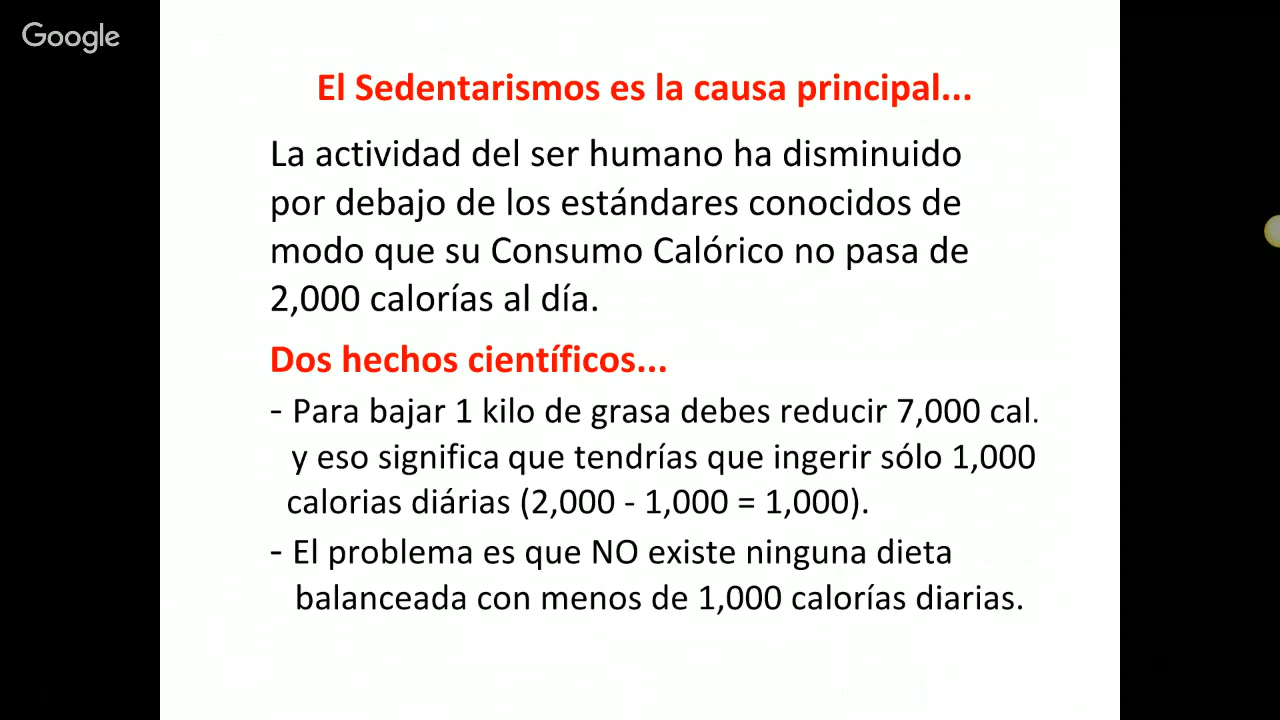 Google
El Sedentarismos es la causa principal...
La actividad del ser humano ha disminuido
por debajo de los estándares conocidos de
modo que su Consumo Calórico no pasa de
2,000 calorías al día.
Dos hechos científicos...
- Para bajar 1 kilo de grasa debes reducir 7,000 cal.
y eso significa que tendrías que ingerir sólo 1,000
calorias diárias (2,000 - 1,000 = 1,000).
- El problema es que NO existe ninguna dieta
balanceada con menos de 1,000 calorías diarias.